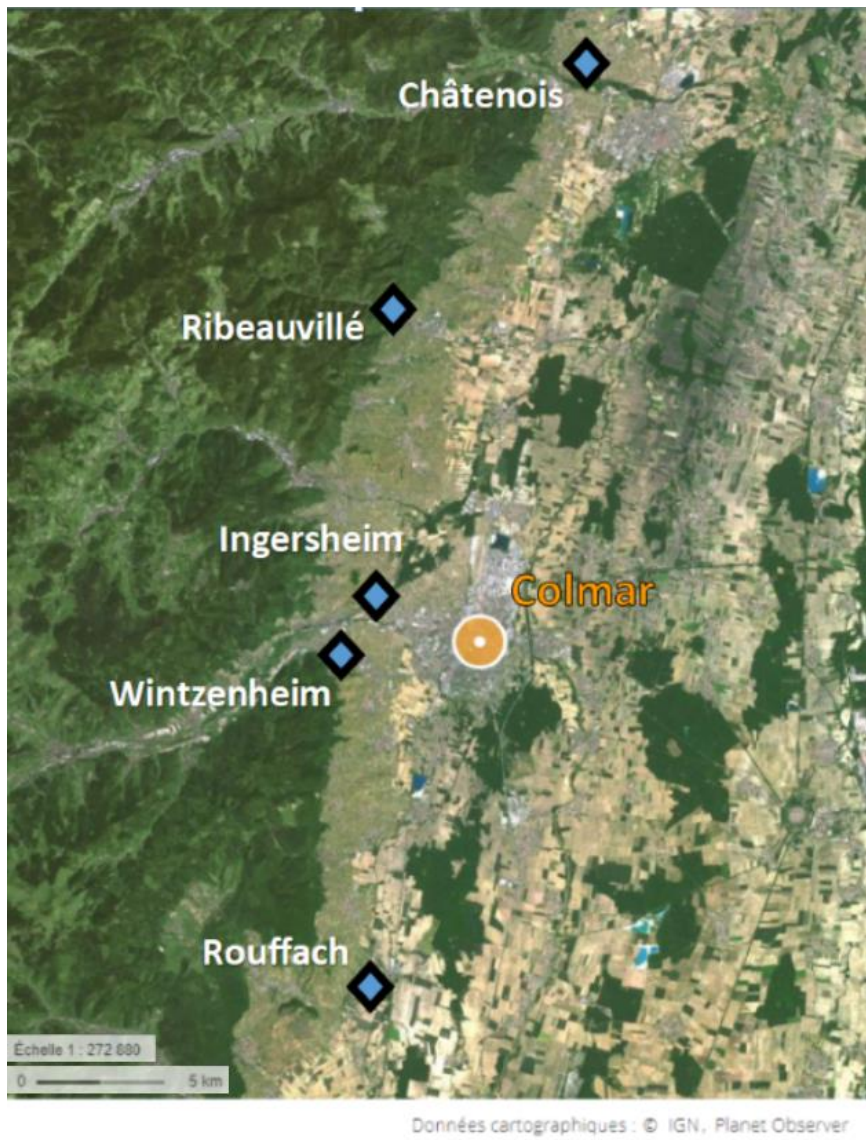 Châtenois
Ribeauvillé
Ingersheim
Colmar
Wintzenheim
Rouffach
Échelle 1 : 272 880
0 5 km
Données cartographiques : © IGN, Planet Observer